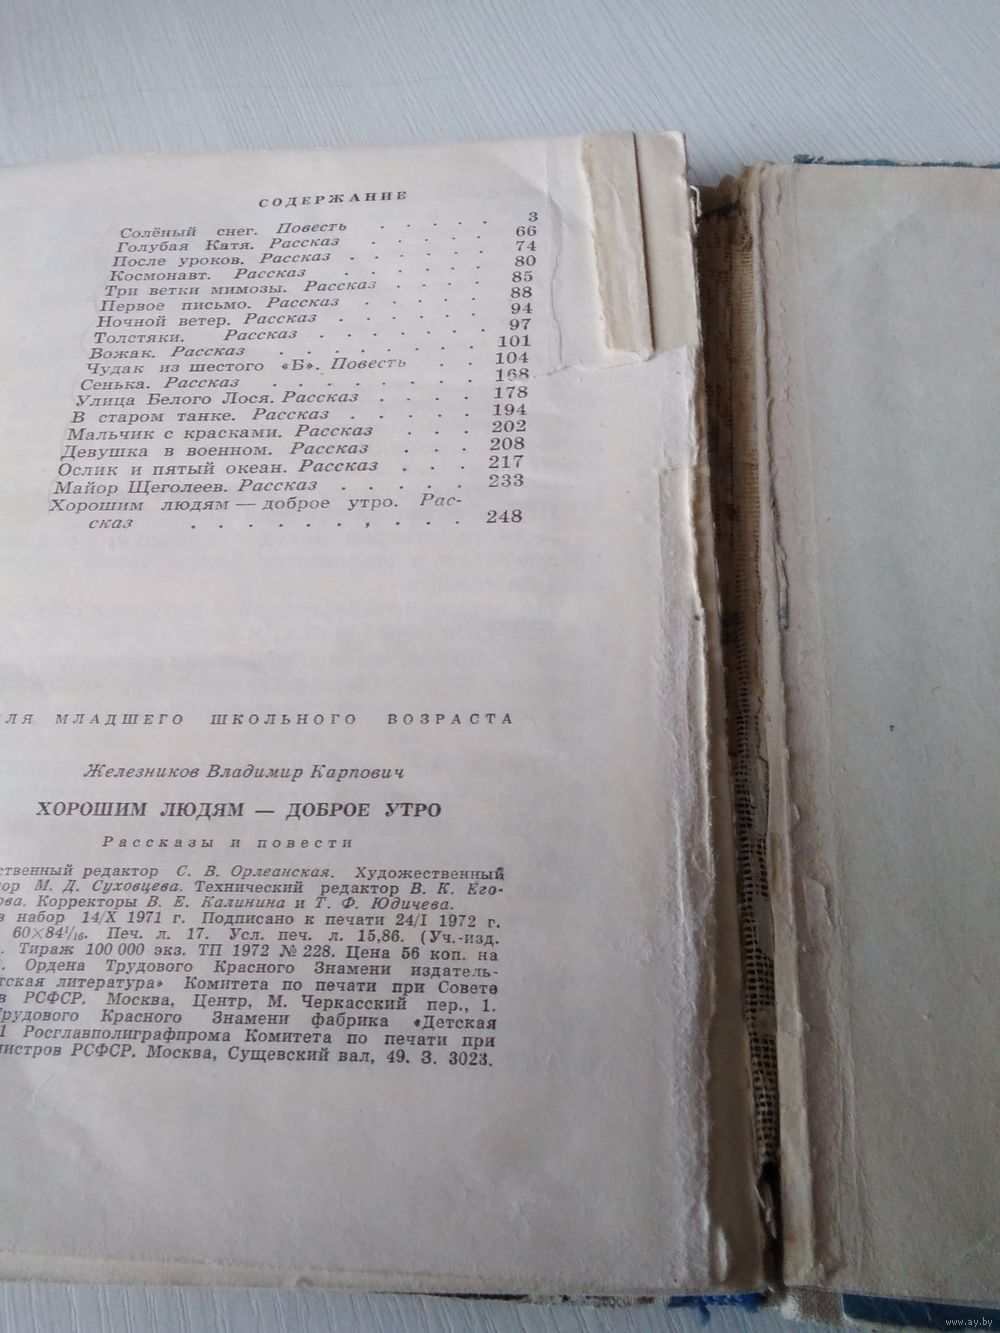 СОДЕРЖАНИЕ
Солёный снег. Повесть . . . . . 3
Голубая Катя. Рассказ . . . . . 66
После уроков. Рассказ . . . . . 74
Космонавт. Рассказ . . . . . 80
Три ветки мимозы. Рассказ . . . . 85
Первое письмо. Рассказ . . . . . 88
Ночной ветер. Рассказ . . . . . . 94
Толстяки. Рассказ . . . . . . 97
Вожак. Рассказ . . . . . . . 101
Чудак из шестого «Б». Повесть . . 104
Сенька. Рассказ . . . . . . . . 168
Улица Белого Лося. Рассказ . . . . 178
В старом танке. Рассказ . . . . . 194
Мальчик с красками. Рассказ . . . 202
Девушка в военном. Рассказ . . . 208
Ослик и пятый океан. Рассказ . . . 217
Майор Щеголеев. Рассказ . . . . . 233
Хорошим людям — доброе утро. Рас-
сказ . . . . . . , . . . 248
ЛЯ МЛАДШЕГО ШКОЛЬНОГО ВОЗРАСТА
Железников Владимир Карпович
ХОРОШИМ ЛЮДЯМ — ДОБРОЕ УТРО
Рассказы и повести
ственный редактор С. В. Орлеанская. Художественный
ор М. Д. Суховцева. Технический редактор В. К. Его-
ова. Корректоры В. Е. Калинина и Т. Ф. Юдичева.
в набор 14/X 1971 г. Подписано к печати 24/I 1972 г.
60×84¹/₁₆. Печ. л. 17. Усл. печ. л. 15,86. (Уч.-изд.
. Тираж 100 000 экз. ТП 1972 № 228. Цена 56 коп. на
. Ордена Трудового Красного Знамени издатель-
тская литература» Комитета по печати при Совете
в РСФСР. Москва, Центр, М. Черкасский пер., 1.
Трудового Красного Знамени фабрика «Детская
1 Росглавполиграфпрома Комитета по печати при
нистров РСФСР. Москва, Сущевский вал, 49. З. 3023.
www.ay.by